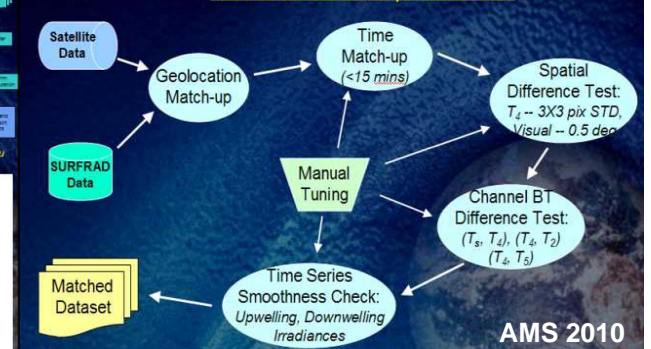 Satellite
Data
Geolocation
Match-up
Time
Match-up
(<15 mins)
Spatial
Difference Test:
T4 -- 3X3 pix STD,
Visual -- 0.5 deg
SURFRAD
Data
Manual
Tuning
Channel BT
Difference Test:
(Ts, T4), (T4, T2)
(T4, T5)
Time Series
Smoothness Check:
Upwelling, Downwelling
Irradiances
Matched
Dataset
AMS 2010